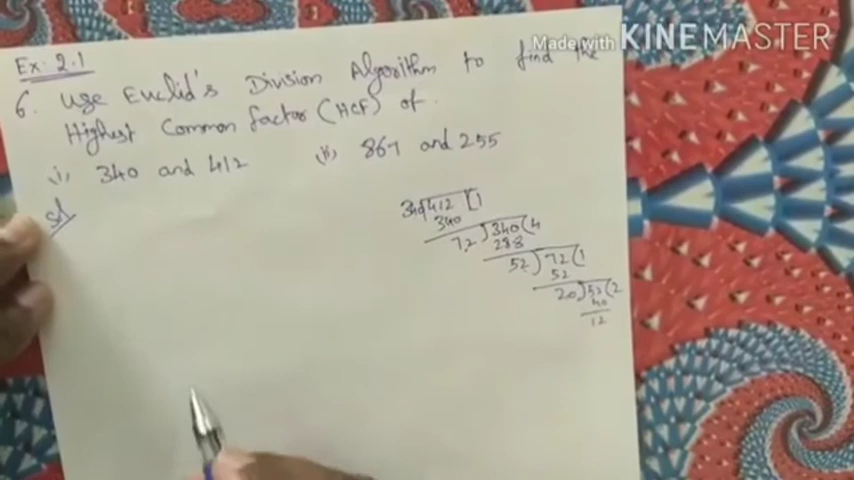 Made with KINEMASTER
Ex: 2.1
6. Use Euclid's Division Algorithm to find the
Highest Common factor (HCF) of.
(i) 340 and 412 (ii) 867 and 255
Sol
340)412(1
340
72)340(4
288
52)72(1
52
20)52(2
40
12